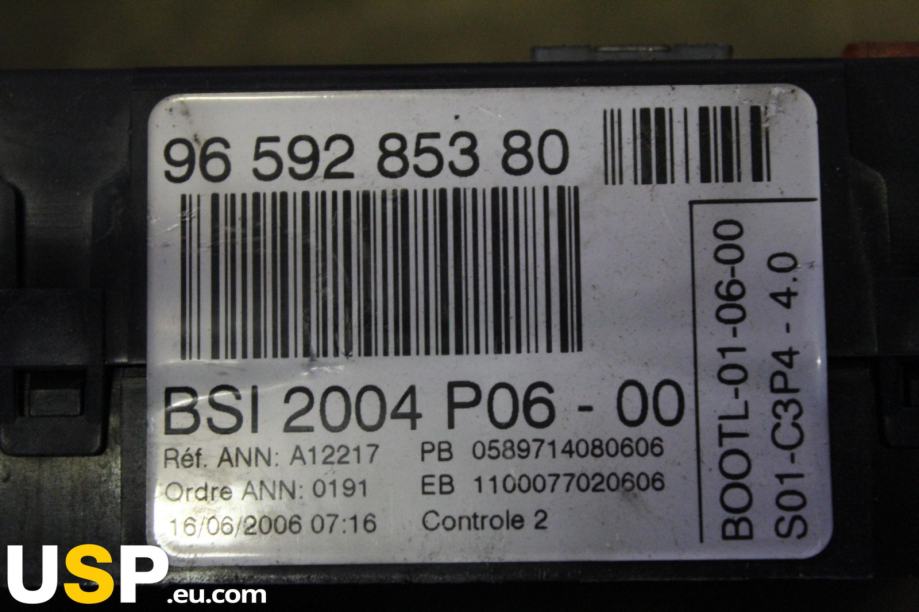 96 592 853 80
BSI 2004 P06 - 00
Réf. ANN: A12217 PB 0589714080606
Ordre ANN: 0191 EB 1100077020606
16/06/2006 07:16 Controle 2
BOOTL-01-06-00
S01-C3P4 - 4.0
USP.eu.com